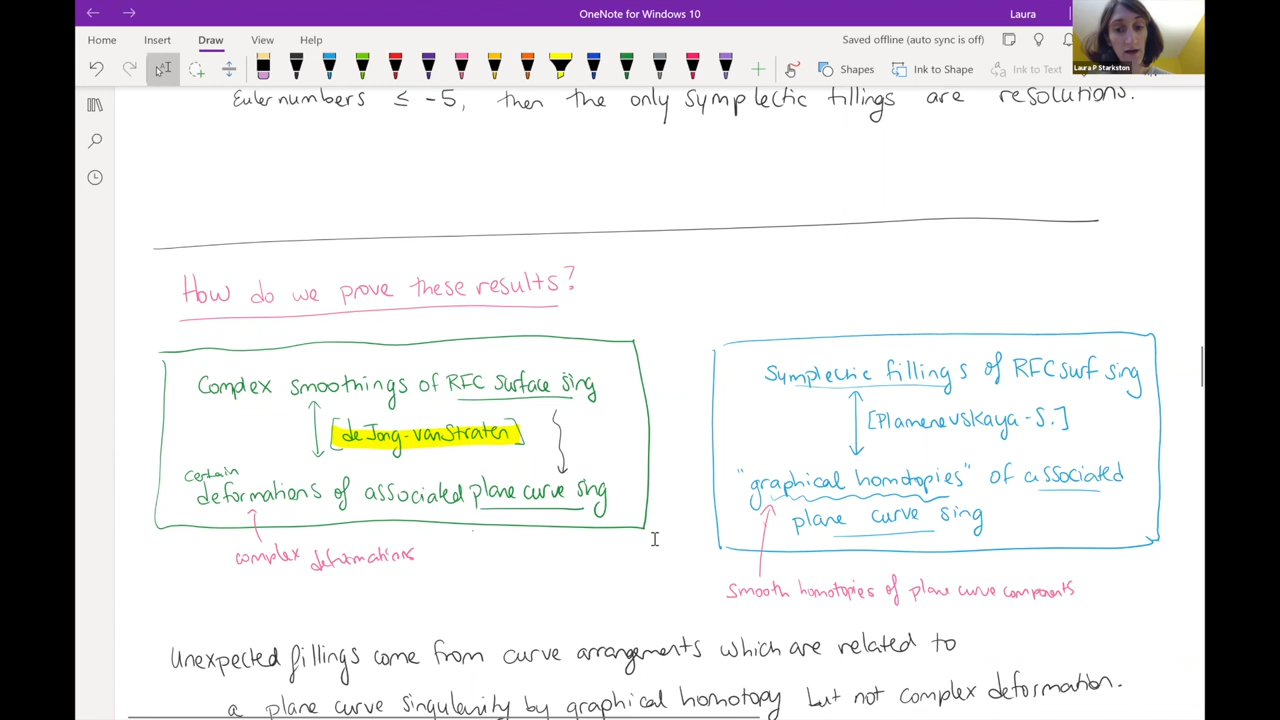 OneNote for Windows 10
Laura
Home
Insert
Draw
View
Help
Saved offline (auto sync is off)
Shapes
Ink to Shape
Ink to Text
Laura P Starkston
Euler numbers ≤ -5, then the only symplectic fillings are resolutions.
How do we prove these results?
Complex smoothings of RFC surface sing
[de Jong-van Straten]
certain
deformations of associated plane curve sing
complex deformations
Symplectic fillings of RFC surf sing
[Plamenevskaya-S.]
"graphical homotopies" of associated
plane curve sing
Smooth homotopies of plane curve components
Unexpected fillings come from curve arrangements which are related to
a plane curve singularity by graphical homotopy but not complex deformation.